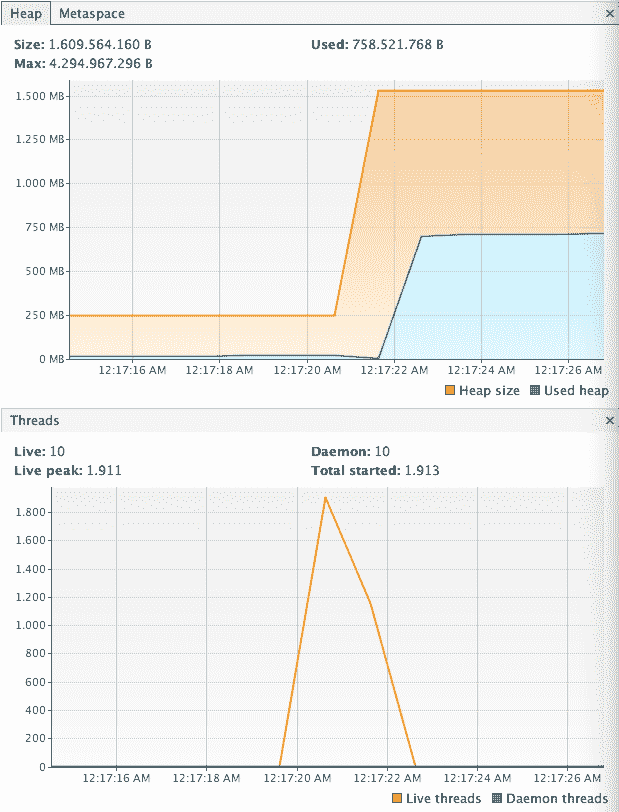 Heap Metaspace ×
Size: 1.609.564.160 B Used: 758.521.768 B
Max: 4.294.967.296 B
1.500 MB
1.250 MB
1.000 MB
750 MB
500 MB
250 MB
0 MB
12:17:16 AM 12:17:18 AM 12:17:20 AM 12:17:22 AM 12:17:24 AM 12:17:26 AM
Heap size Used heap
Threads ×
Live: 10 Daemon: 10
Live peak: 1.911 Total started: 1.913
1.800
1.600
1.400
1.200
1.000
800
600
400
200
0
12:17:16 AM 12:17:18 AM 12:17:20 AM 12:17:22 AM 12:17:24 AM 12:17:26 AM
Live threads Daemon threads